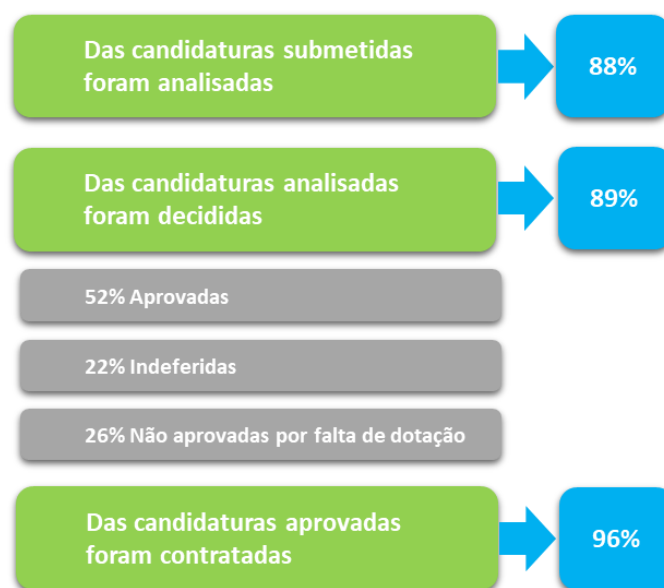 Das candidaturas submetidas
foram analisadas
88%
Das candidaturas analisadas
foram decididas
89%
52% Aprovadas
22% Indeferidas
26% Não aprovadas por falta de dotação
Das candidaturas aprovadas
foram contratadas
96%